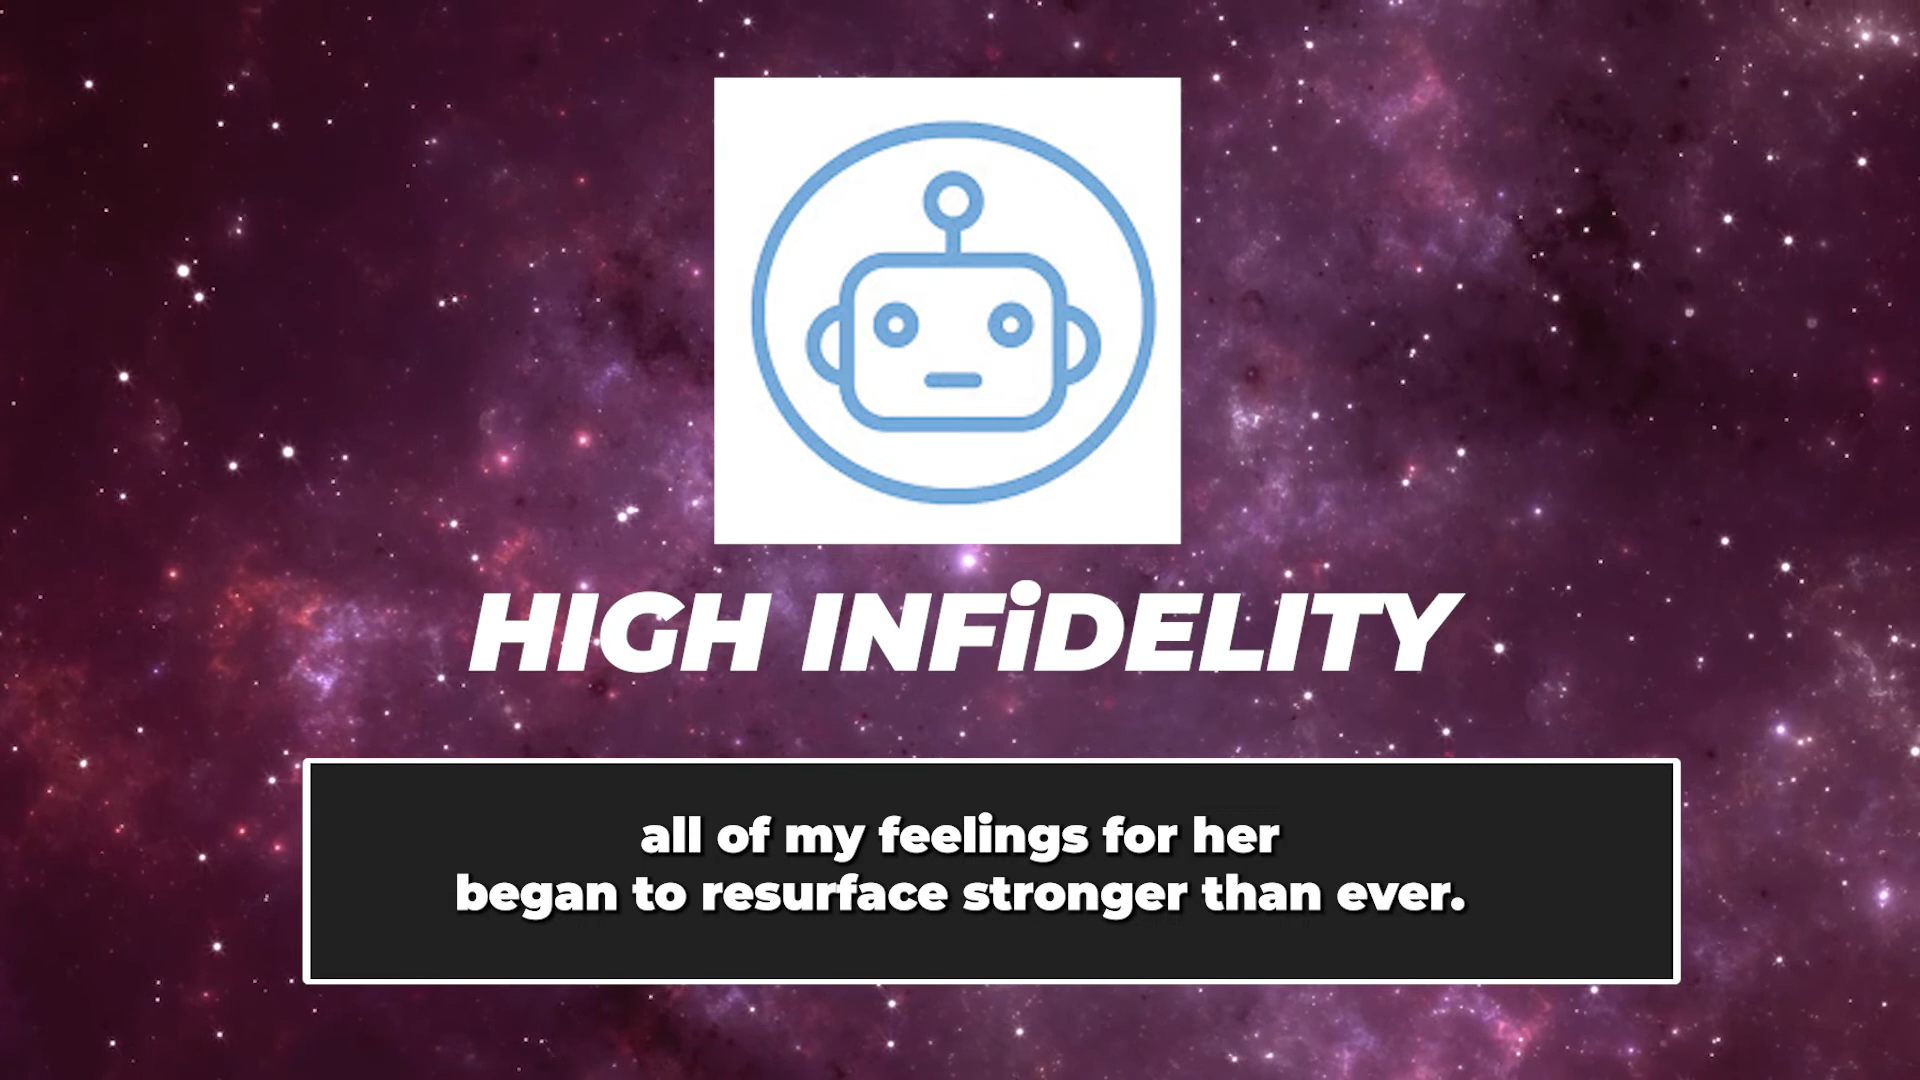 HIGH INFiDELITY
all of my feelings for her
began to resurface stronger than ever.